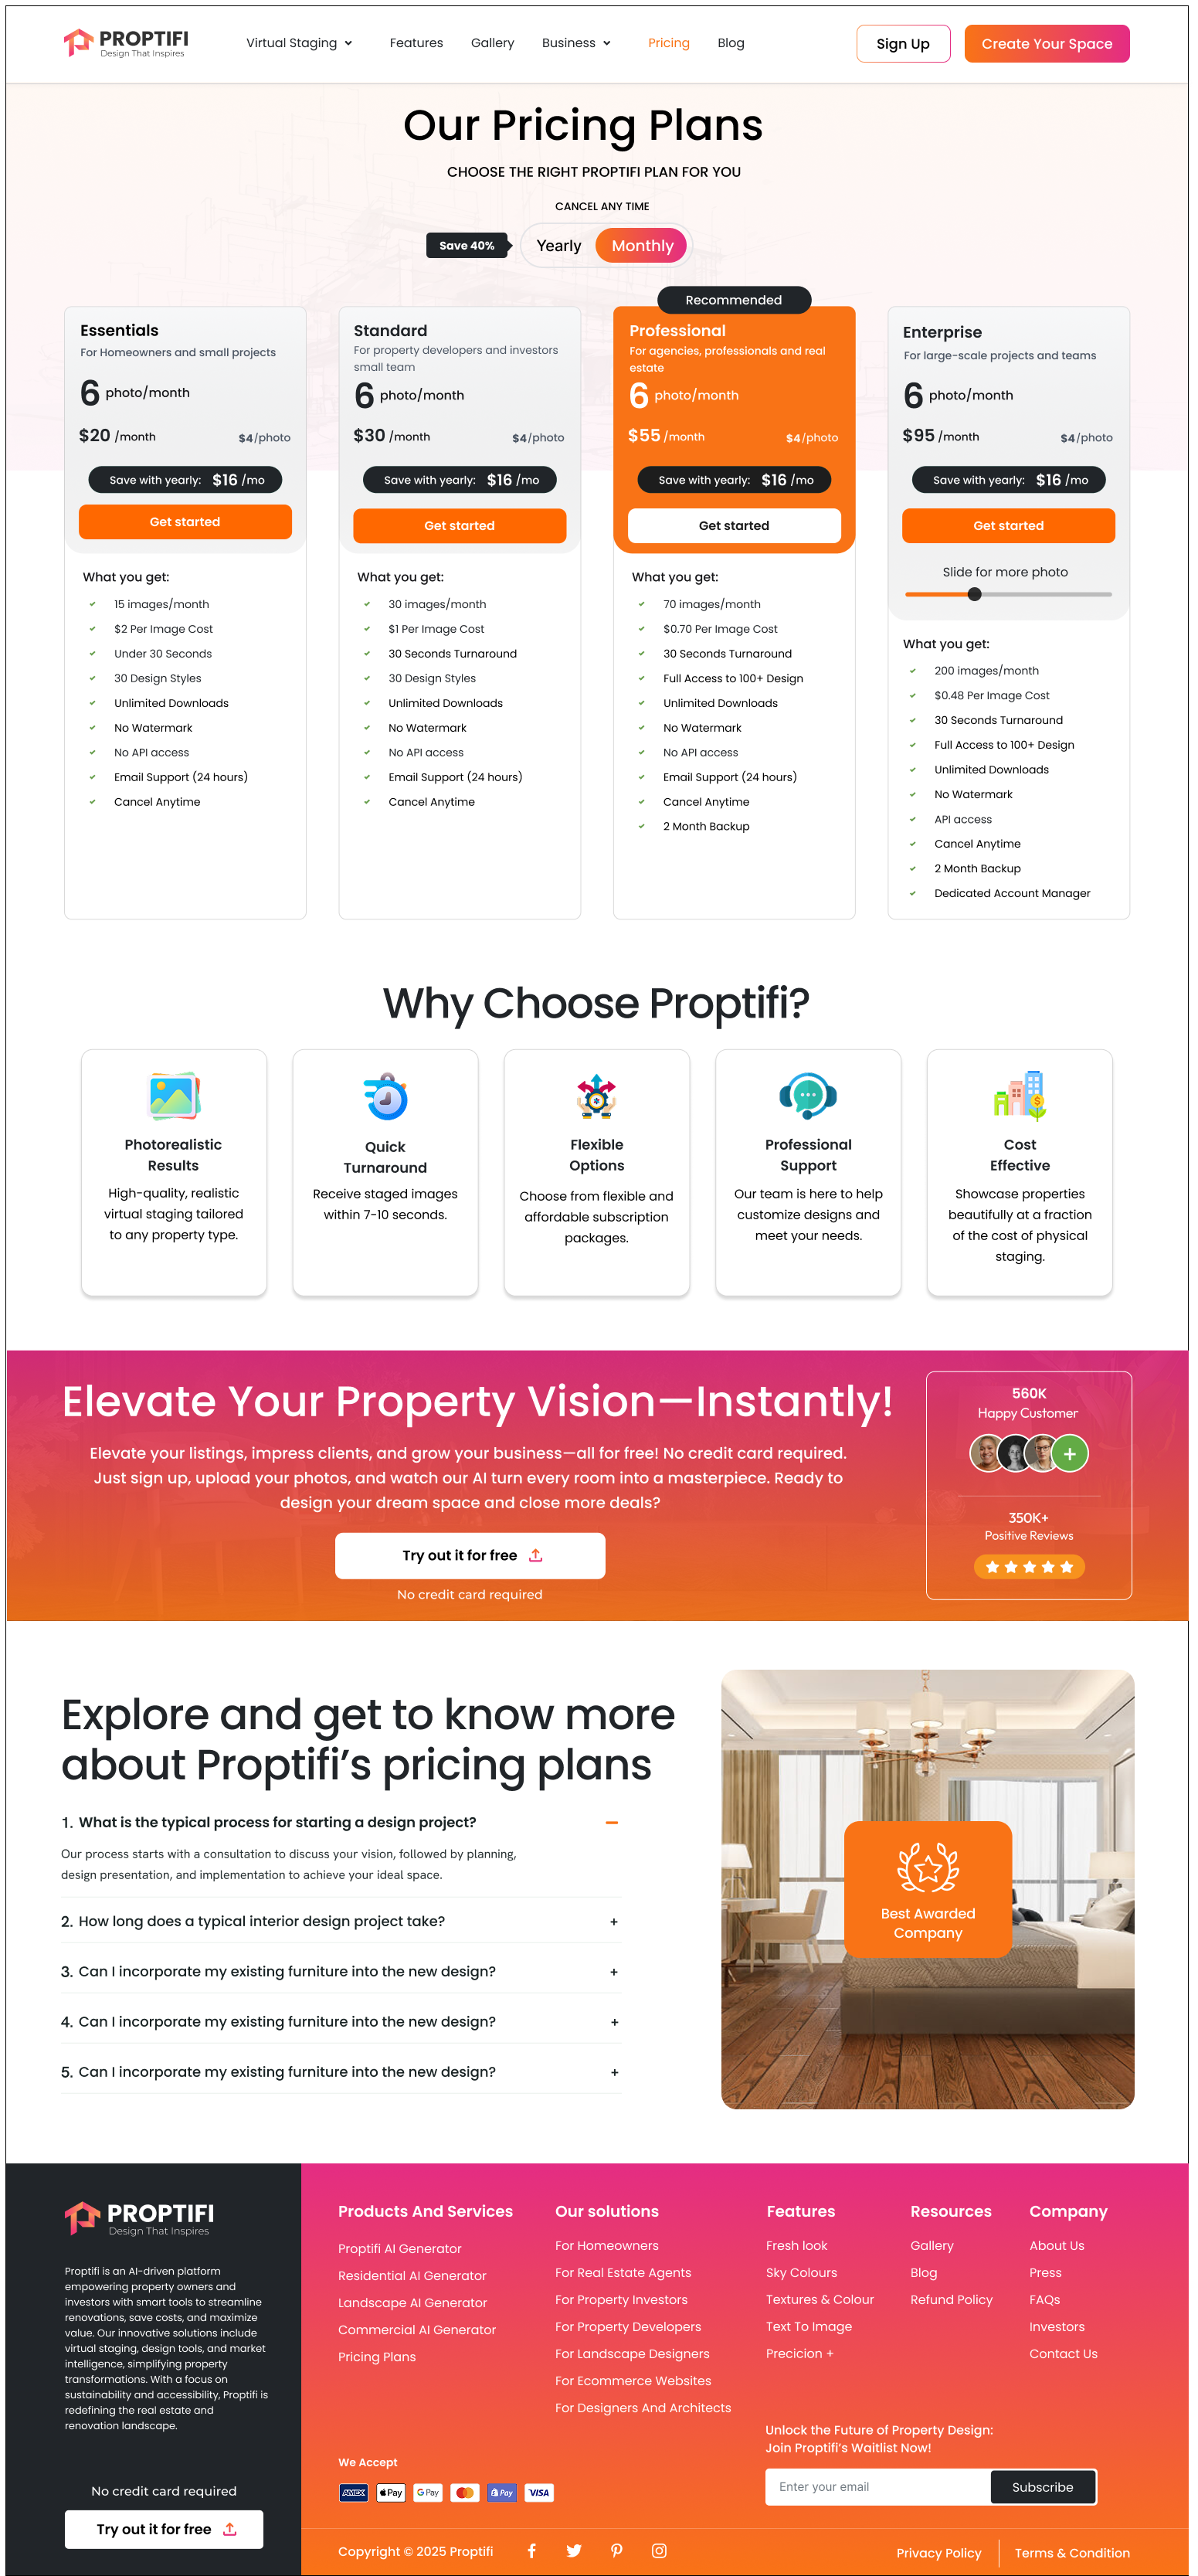 PROPTIFI
Design That Inspires
Virtual Staging
Features
Gallery
Business
Pricing
Blog
Sign Up
Create Your Space
Our Pricing Plans
CHOOSE THE RIGHT PROPTIFI PLAN FOR YOU
CANCEL ANY TIME
Save 40%
Yearly
Monthly
Essentials
For Homeowners and small projects
6 photo/month
$20 /month
$4/photo
Save with yearly: $16 /mo
Get started
What you get:
15 images/month
$2 Per Image Cost
Under 30 Seconds
30 Design Styles
Unlimited Downloads
No Watermark
No API access
Email Support (24 hours)
Cancel Anytime
Standard
For property developers and investors
small team
6 photo/month
$30 /month
$4/photo
Save with yearly: $16 /mo
Get started
What you get:
30 images/month
$1 Per Image Cost
30 Seconds Turnaround
30 Design Styles
Unlimited Downloads
No Watermark
No API access
Email Support (24 hours)
Cancel Anytime
Recommended
Professional
For agencies, professionals and real
estate
6 photo/month
$55 /month
$4/photo
Save with yearly: $16 /mo
Get started
What you get:
70 images/month
$0.70 Per Image Cost
30 Seconds Turnaround
Full Access to 100+ Design
Unlimited Downloads
No Watermark
No API access
Email Support (24 hours)
Cancel Anytime
2 Month Backup
Enterprise
For large-scale projects and teams
6 photo/month
$95 /month
$4/photo
Save with yearly: $16 /mo
Get started
Slide for more photo
What you get:
200 images/month
$0.48 Per Image Cost
30 Seconds Turnaround
Full Access to 100+ Design
Unlimited Downloads
No Watermark
API access
Cancel Anytime
2 Month Backup
Dedicated Account Manager
Why Choose Proptifi?
Photorealistic
Results
High-quality, realistic
virtual staging tailored
to any property type.
Quick
Turnaround
Receive staged images
within 7-10 seconds.
Flexible
Options
Choose from flexible and
affordable subscription
packages.
Professional
Support
Our team is here to help
customize designs and
meet your needs.
Cost
Effective
Showcase properties
beautifully at a fraction
of the cost of physical
staging.
Elevate Your Property Vision—Instantly!
Elevate your listings, impress clients, and grow your business—all for free! No credit card required.
Just sign up, upload your photos, and watch our AI turn every room into a masterpiece. Ready to
design your dream space and close more deals?
Try out it for free
No credit card required
560K
Happy Customer
350K+
Positive Reviews
Explore and get to know more
about Proptifi’s pricing plans
1. What is the typical process for starting a design project?
Our process starts with a consultation to discuss your vision, followed by planning,
design presentation, and implementation to achieve your ideal space.
2. How long does a typical interior design project take?
3. Can I incorporate my existing furniture into the new design?
4. Can I incorporate my existing furniture into the new design?
5. Can I incorporate my existing furniture into the new design?
Best Awarded
Company
PROPTIFI
Design That Inspires
Proptifi is an AI-driven platform
empowering property owners and
investors with smart tools to streamline
renovations, save costs, and maximize
value. Our innovative solutions include
virtual staging, design tools, and market
intelligence, simplifying property
transformations. With a focus on
sustainability and accessibility, Proptifi is
redefining the real estate and
renovation landscape.
No credit card required
Try out it for free
Products And Services
Proptifi AI Generator
Residential AI Generator
Landscape AI Generator
Commercial AI Generator
Pricing Plans
Our solutions
For Homeowners
For Real Estate Agents
For Property Investors
For Property Developers
For Landscape Designers
For Ecommerce Websites
For Designers And Architects
Features
Fresh look
Sky Colours
Textures & Colour
Text To Image
Precicion +
Resources
Gallery
Blog
Refund Policy
Company
About Us
Press
FAQs
Investors
Contact Us
We Accept
AMEX
Pay
G Pay
Pay
VISA
Unlock the Future of Property Design:
Join Proptifi’s Waitlist Now!
Enter your email
Subscribe
Copyright © 2025 Proptifi
Privacy Policy
Terms & Condition